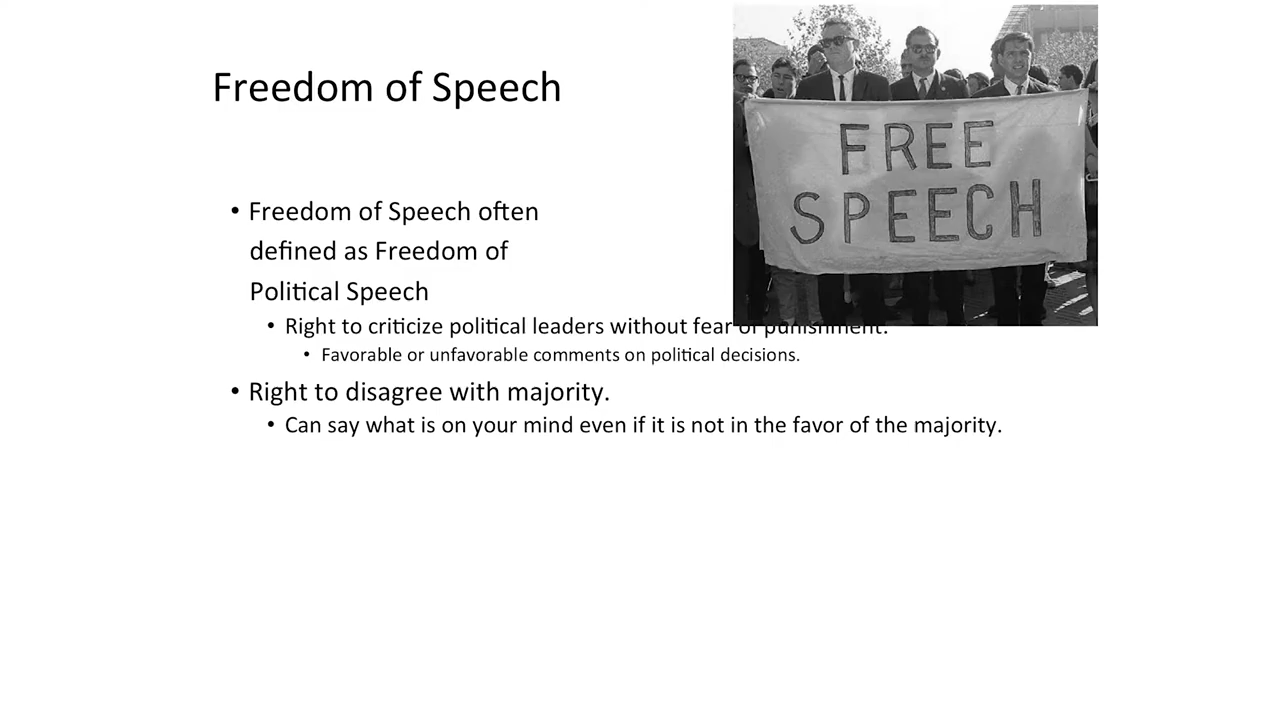 Freedom of Speech
FREE
SPEECH
• Freedom of Speech often
defined as Freedom of
Political Speech
• Right to criticize political leaders without fear of punishment.
• Favorable or unfavorable comments on political decisions.
• Right to disagree with majority.
• Can say what is on your mind even if it is not in the favor of the majority.